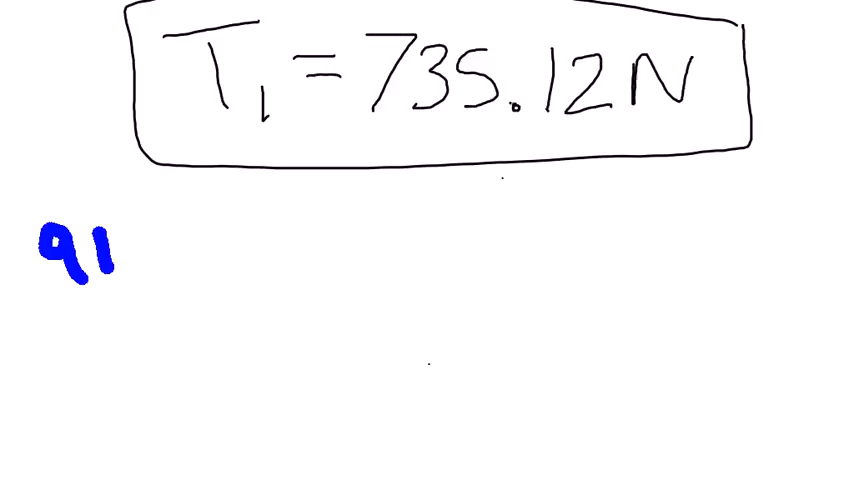 T₁ = 735.12N
91